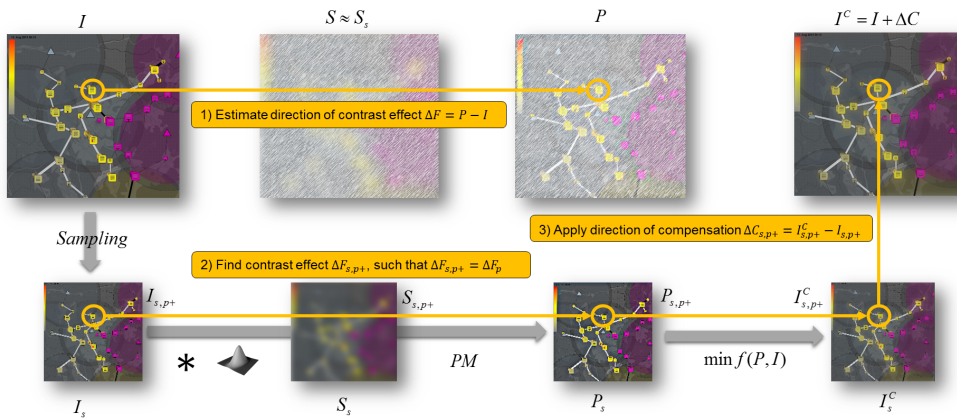 I
S ≈ S_s
P
I^C = I + ΔC
1) Estimate direction of contrast effect ΔF = P − I
Sampling
3) Apply direction of compensation ΔC_{s,p+} = I^C_{s,p+} − I_{s,p+}
2) Find contrast effect ΔF_{s,p+}, such that ΔF_{s,p+} = ΔF_p
I_{s,p+}
S_{s,p+}
P_{s,p+}
I^C_{s,p+}
*
PM
min f(P, I)
I_s
S_s
P_s
I^C_s